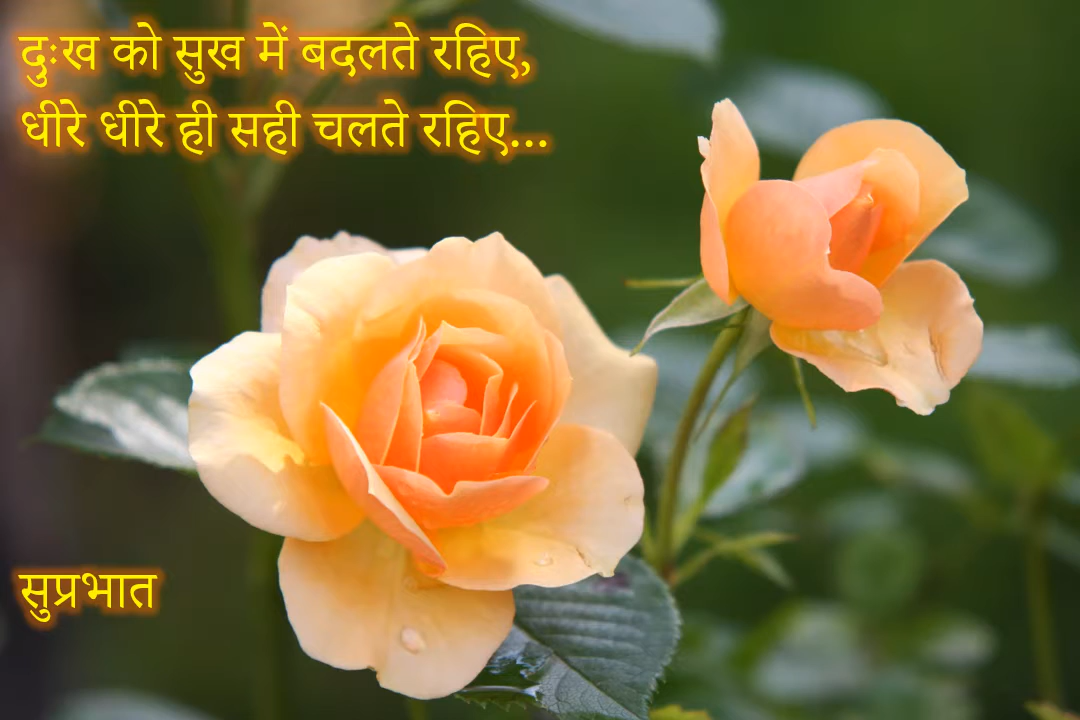 दुःख को सुख में बदलते रहिए,
धीरे धीरे ही सही चलते रहिए...
सुप्रभात